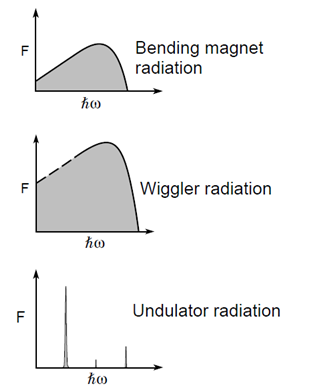 F
Bending magnet
radiation
ħω
F
Wiggler radiation
ħω
F
Undulator radiation
ħω